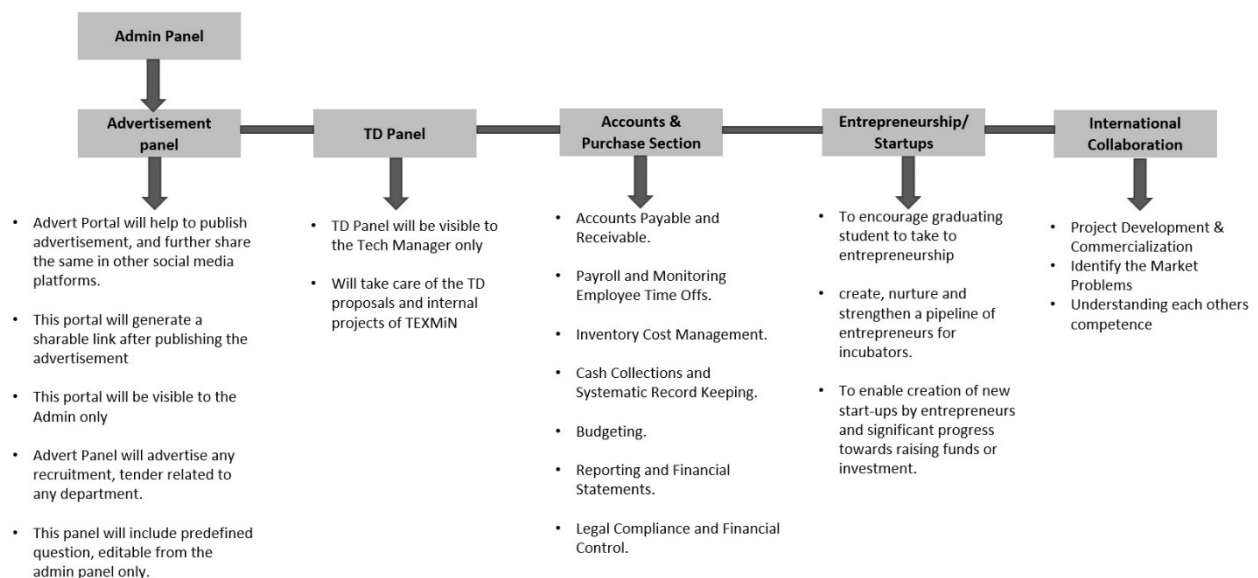 Admin Panel
Advertisement
panel
TD Panel
Accounts &
Purchase Section
Entrepreneurship/
Startups
International
Collaboration
• Advert Portal will help to publish
advertisement, and further share
the same in other social media
platforms.
• This portal will generate a
sharable link after publishing the
advertisement
• This portal will be visible to the
Admin only
• Advert Panel will advertise any
recruitment, tender related to
any department.
• This panel will include predefined
question, editable from the
admin panel only.
• TD Panel will be visible to
the Tech Manager only
• Will take care of the TD
proposals and internal
projects of TEXMiN
• Accounts Payable and
Receivable.
• Payroll and Monitoring
Employee Time Offs.
• Inventory Cost Management.
• Cash Collections and
Systematic Record Keeping.
• Budgeting.
• Reporting and Financial
Statements.
• Legal Compliance and Financial
Control.
• To encourage graduating
student to take to
entrepreneurship
• create, nurture and
strengthen a pipeline of
entrepreneurs for
incubators.
• To enable creation of new
start-ups by entrepreneurs
and significant progress
towards raising funds or
investment.
• Project Development &
Commercialization
• Identify the Market
Problems
• Understanding each others
competence